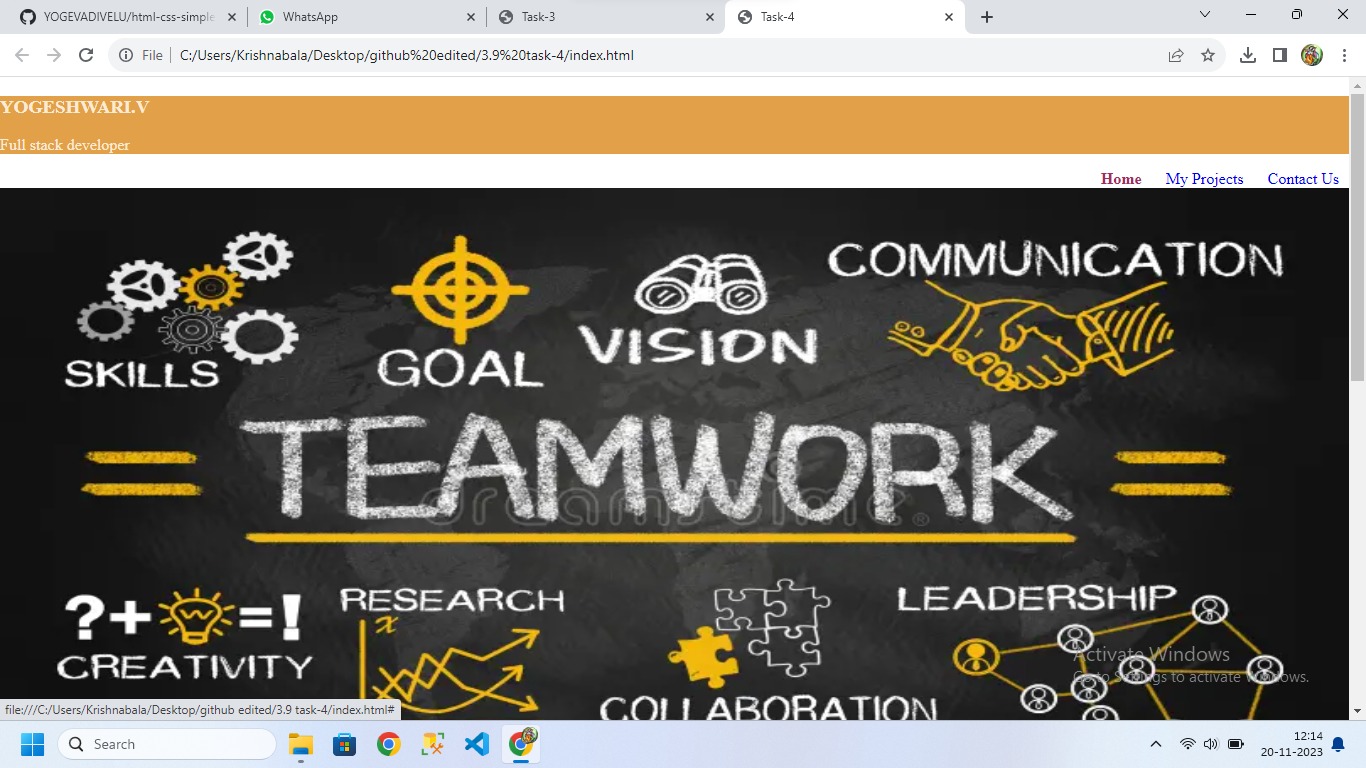 YOGEVADIVELU/html-css-simple
WhatsApp
Task-3
Task-4
File
C:/Users/Krishnabala/Desktop/github%20edited/3.9%20task-4/index.html
YOGESHWARI.V
Full stack developer
Home My Projects Contact Us
SKILLS
GOAL
VISION
COMMUNICATION
TEAMWORK
dreamstime®
?+=!
CREATIVITY
RESEARCH
x
COLLABORATION
LEADERSHIP
Activate Windows
Go to Settings to activate Windows.
file:///C:/Users/Krishnabala/Desktop/github edited/3.9 task-4/index.html#
Search
12:14
20-11-2023